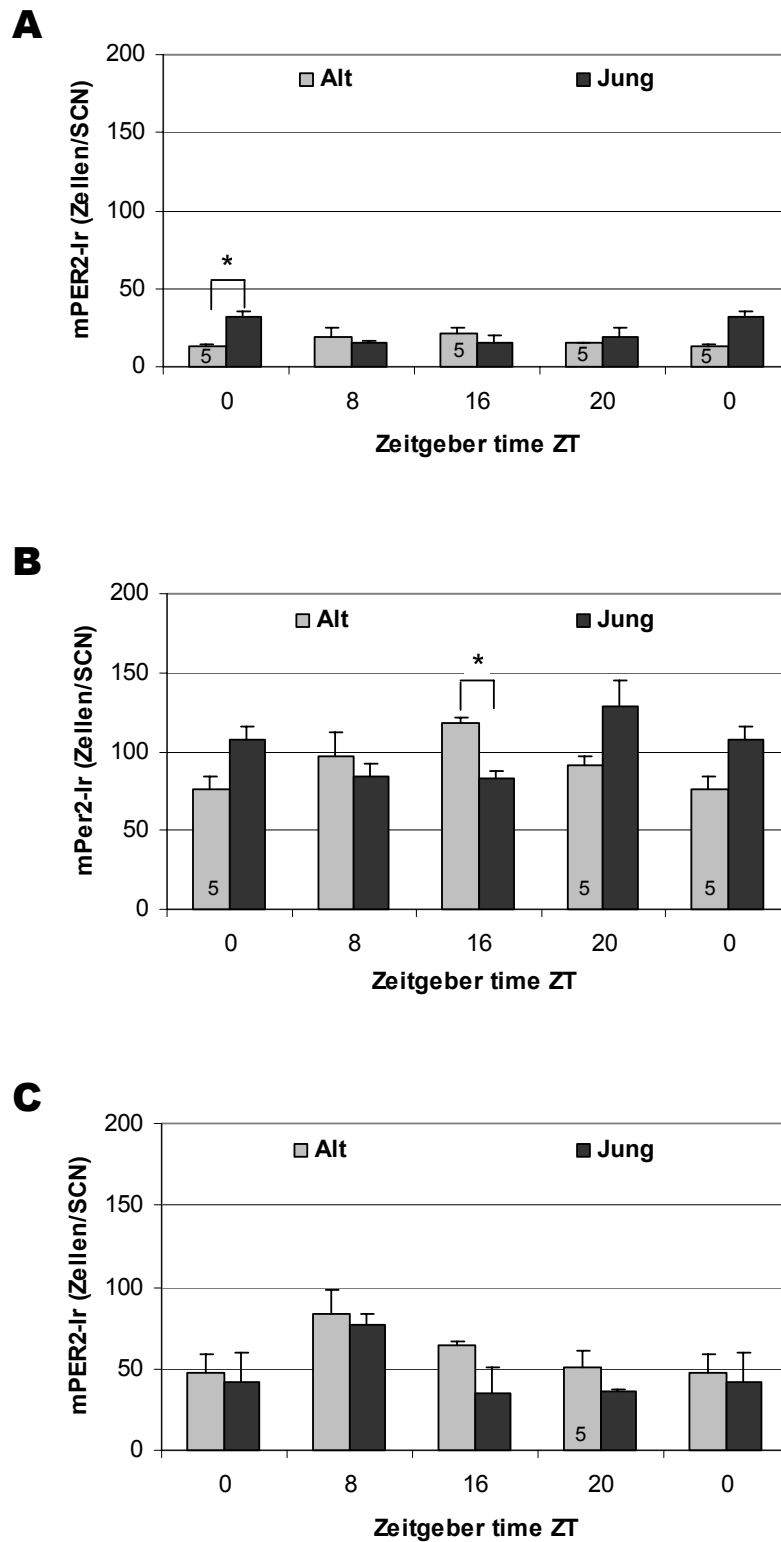 A
mPER2-Ir (Zellen/SCN)
200
150
100
50
0
Alt
Jung
*
5
5
5
5
0
8
16
20
0
Zeitgeber time ZT
B
mPer2-Ir (Zellen/SCN)
200
150
100
50
0
Alt
Jung
*
5
5
5
0
8
16
20
0
Zeitgeber time ZT
C
mPER2-Ir (Zellen/SCN)
200
150
100
50
0
Alt
Jung
5
0
8
16
20
0
Zeitgeber time ZT